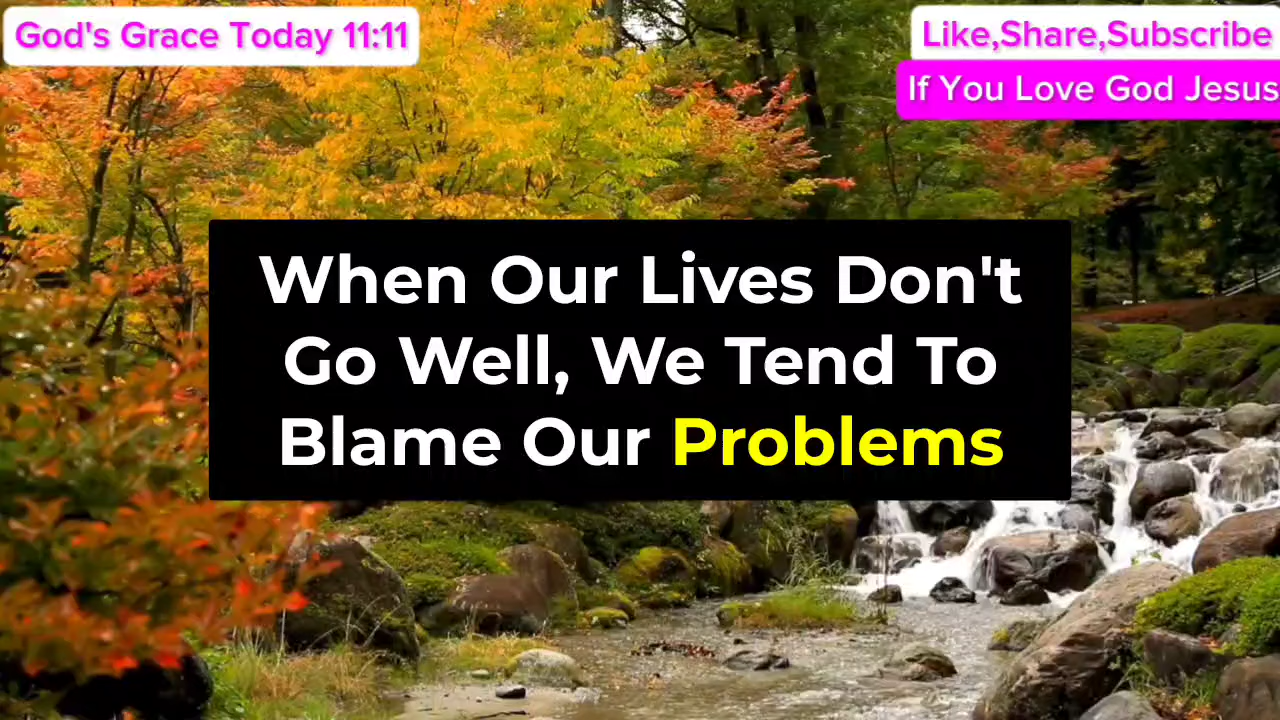 God's Grace Today 11:11
Like,Share,Subscribe
If You Love God Jesus
When Our Lives Don't
Go Well, We Tend To
Blame Our Problems